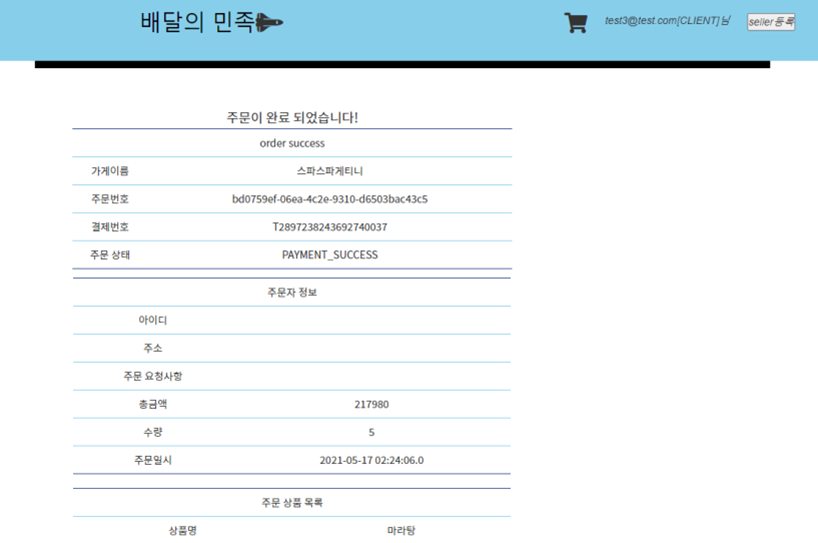 배달의 민족
test3@test.com[CLIENT]님
seller등록
주문이 완료 되었습니다!
order success
가게이름 스파스파게티니
주문번호 bd0759ef-06ea-4c2e-9310-d6503bac43c5
결제번호 T2897238243692740037
주문 상태 PAYMENT_SUCCESS
주문자 정보
아이디
주소
주문 요청사항
총금액 217980
수량 5
주문일시 2021-05-17 02:24:06.0
주문 상품 목록
상품명 마라탕